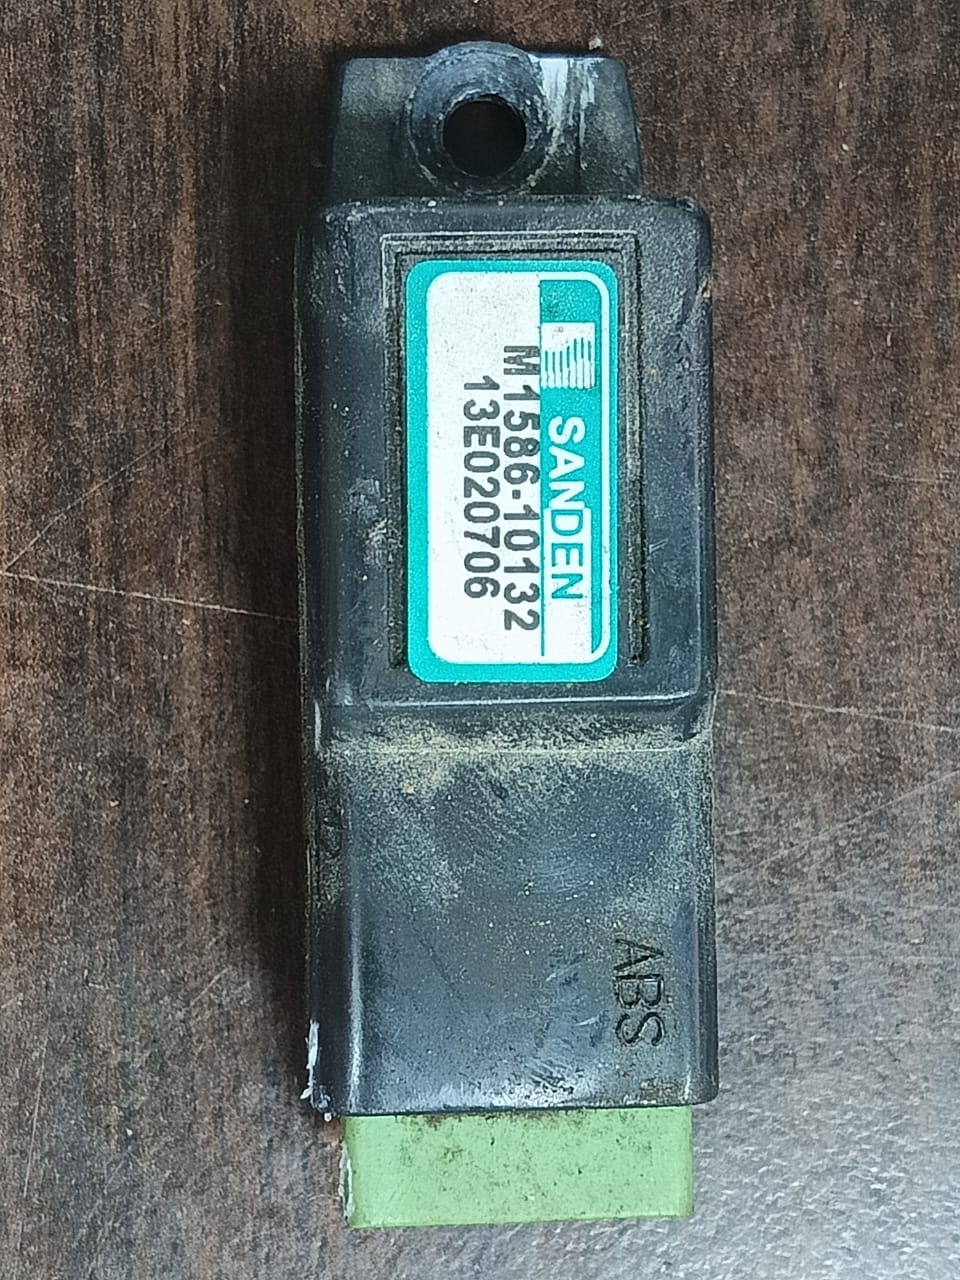 SANDEN
M1586-10132
13E020706
ABS